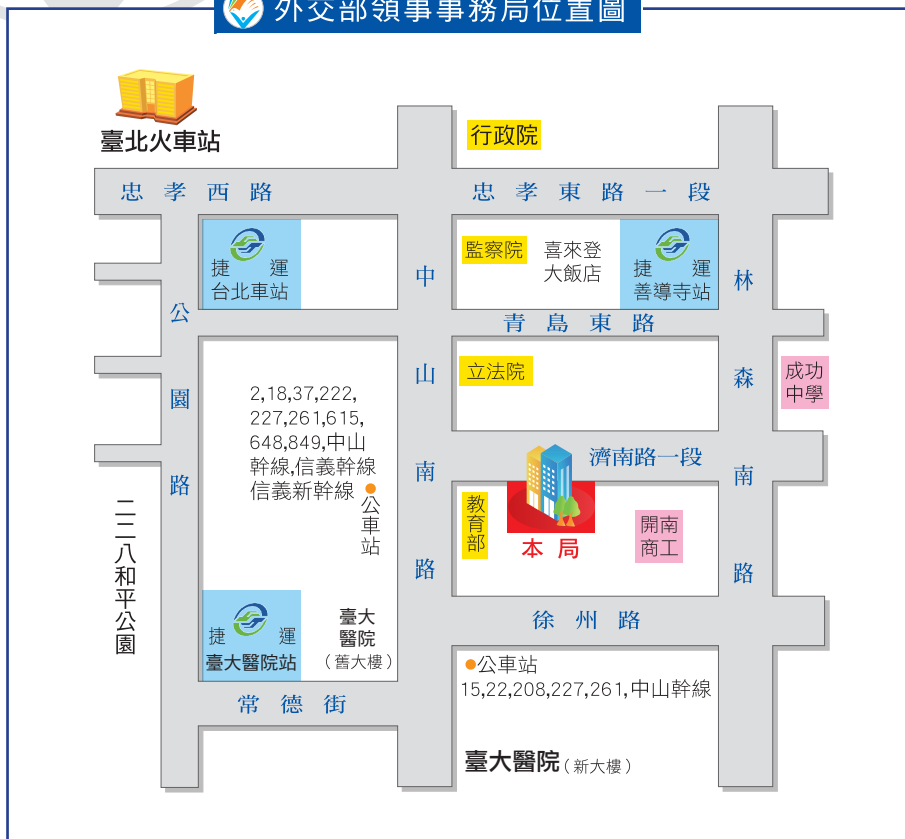 外交部領事事務局位置圖
臺北火車站
行政院
忠孝西路
忠孝東路一段
捷運
台北車站
監察院
喜來登
大飯店
捷運
善導寺站
中山南路
林森南路
公園路
青島東路
立法院
成功
中學
2,18,37,222,
227,261,615,
648,849,中山
幹線,信義幹線
信義新幹線
公車站
濟南路一段
教育部
本局
開南
商工
二二八和平公園
捷運
臺大醫院站
臺大
醫院
(舊大樓)
徐州路
公車站
15,22,208,227,261,中山幹線
常德街
臺大醫院(新大樓)